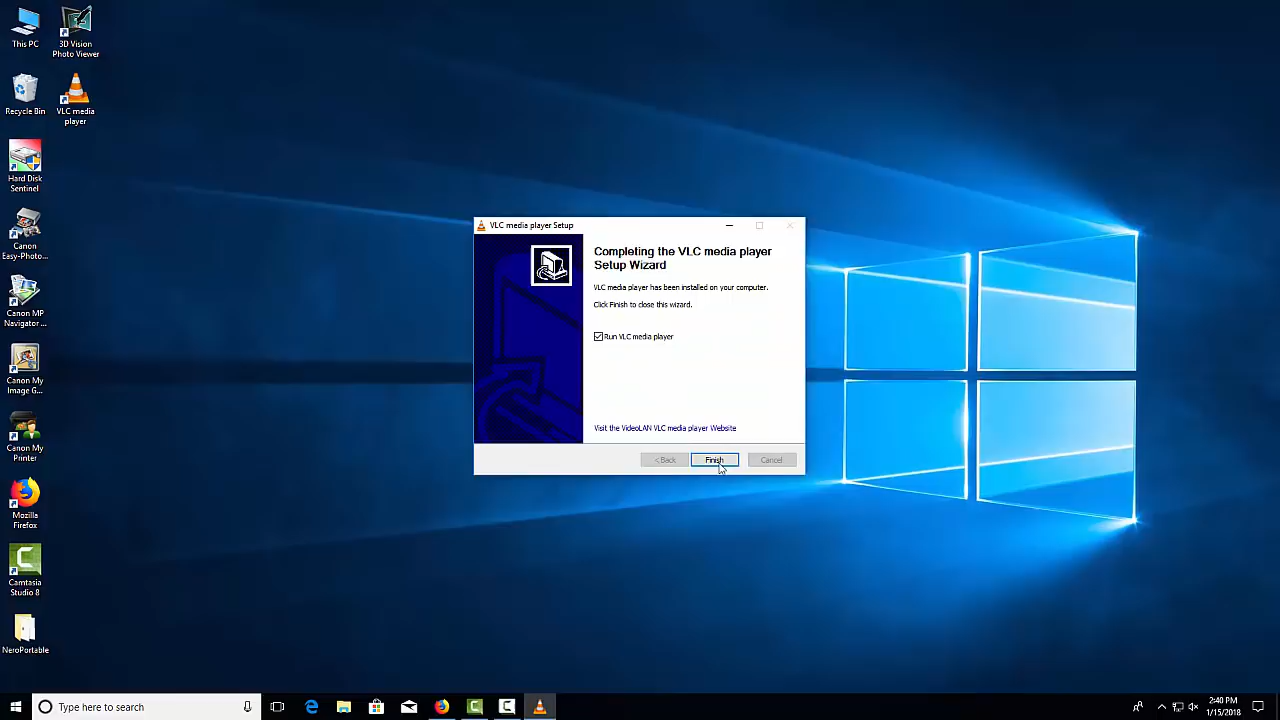 This PC
3D Vision
Photo Viewer
Recycle Bin
VLC media
player
Hard Disk
Sentinel
Canon
Easy-Photo...
Canon MP
Navigator ...
Canon My
Image G...
Canon My
Printer
Mozilla
Firefox
Camtasia
Studio 8
NeroPortable
VLC media player Setup
Completing the VLC media player
Setup Wizard
VLC media player has been installed on your computer.
Click Finish to close this wizard.
Run VLC media player
Visit the VideoLAN VLC media player Website
< Back
Finish
Cancel
Type here to search
2:40 PM
1/15/2018